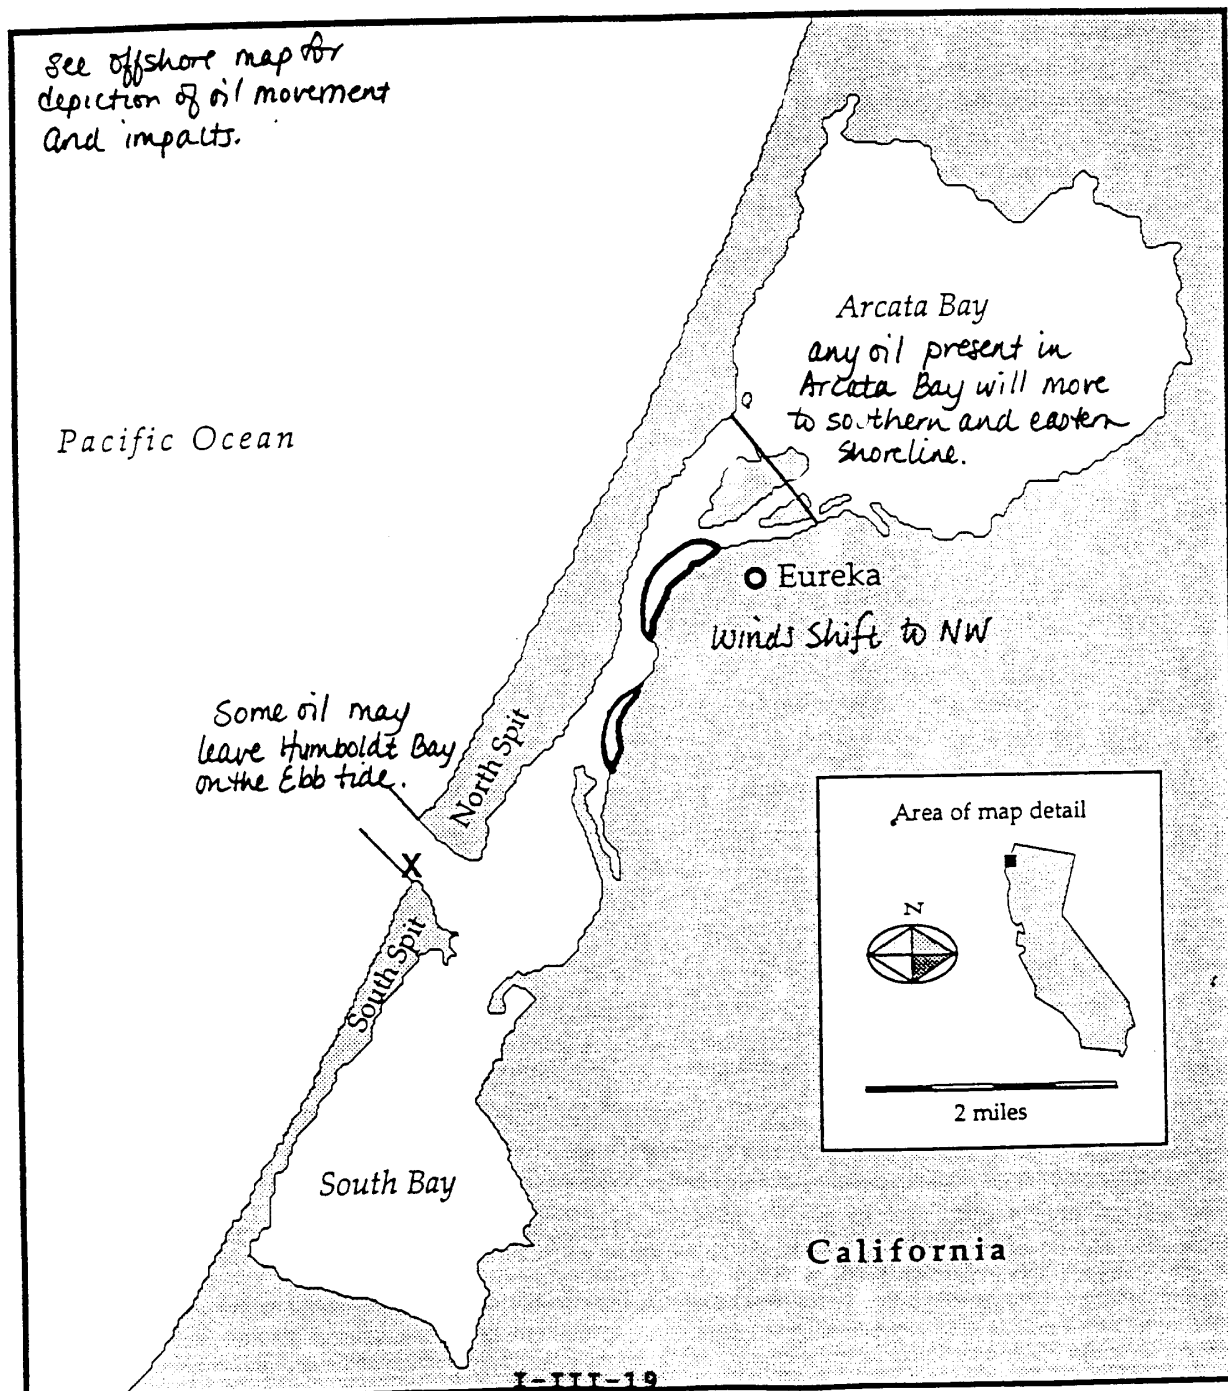 see offshore map for
depiction of oil movement
and impacts.
Arcata Bay
any oil present in
Arcata Bay will move
to southern and eastern
shoreline.
Pacific Ocean
Eureka
Winds Shift to NW
Some oil may
leave Humboldt Bay
on the Ebb tide.
North Spit
X
South Spit
Area of map detail
N
2 miles
South Bay
California
I-III-19